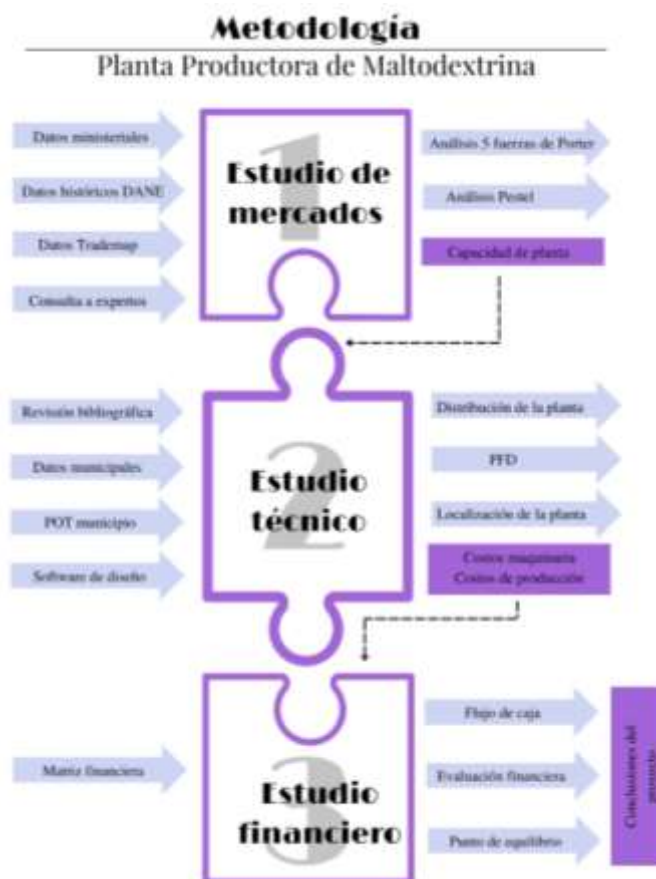 Metodología
Planta Productora de Maltodextrina
Datos ministeriales
Datos históricos DANE
Datos Trademap
Consulta a expertos
1
Estudio de
mercados
Análisis 5 fuerzas de Porter
Análisis Pestel
Capacidad de planta
Revisión bibliográfica
Datos municipales
POT municipio
Software de diseño
2
Estudio
técnico
Distribución de la planta
PFD
Localización de la planta
Costos maquinaria
Costos de producción
Matriz financiera
3
Estudio
financiero
Flujo de caja
Evaluación financiera
Punto de equilibrio
Conclusiones del
proyecto